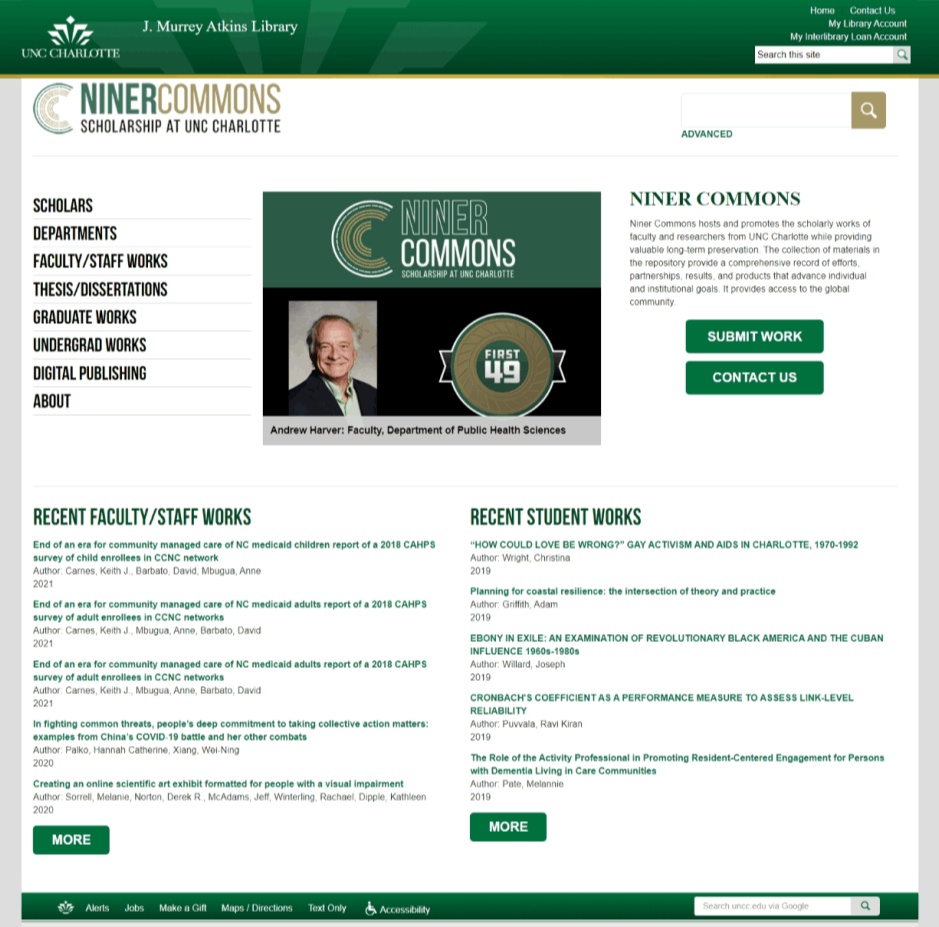 Home Contact Us
J. Murrey Atkins Library
My Library Account
My Interlibrary Loan Account
UNC CHARLOTTE
Search this site
NINERCOMMONS
SCHOLARSHIP AT UNC CHARLOTTE
ADVANCED
SCHOLARS
DEPARTMENTS
FACULTY/STAFF WORKS
THESIS/DISSERTATIONS
GRADUATE WORKS
UNDERGRAD WORKS
DIGITAL PUBLISHING
ABOUT
NINER
COMMONS
SCHOLARSHIP AT UNC CHARLOTTE
FIRST
49
Andrew Harver: Faculty, Department of Public Health Sciences
NINER COMMONS
Niner Commons hosts and promotes the scholarly works of
faculty and researchers from UNC Charlotte while providing
valuable long-term preservation. The collection of materials in
the repository provide a comprehensive record of efforts,
partnerships, results, and products that advance individual
and institutional goals. It provides access to the global
community.
SUBMIT WORK
CONTACT US
RECENT FACULTY/STAFF WORKS
End of an era for community managed care of NC medicaid children report of a 2018 CAHPS
survey of child enrollees in CCNC network
Author: Carnes, Keith J., Barbato, David, Mbugua, Anne
2021
End of an era for community managed care of NC medicaid adults report of a 2018 CAHPS
survey of adult enrollees in CCNC networks
Author: Carnes, Keith J., Mbugua, Anne, Barbato, David
2021
End of an era for community managed care of NC medicaid adults report of a 2018 CAHPS
survey of adult enrollees in CCNC networks
Author: Carnes, Keith J., Mbugua, Anne, Barbato, David
2021
In fighting common threats, people's deep commitment to taking collective action matters:
examples from China's COVID-19 battle and her other combats
Author: Palko, Hannah Catherine, Xiang, Wei-Ning
2020
Creating an online scientific art exhibit formatted for people with a visual impairment
Author: Sorrell, Melanie, Norton, Derek R., McAdams, Jeff, Winterling, Rachael, Dipple, Kathleen
2020
MORE
RECENT STUDENT WORKS
“HOW COULD LOVE BE WRONG?” GAY ACTIVISM AND AIDS IN CHARLOTTE, 1970-1992
Author: Wright, Christina
2019
Planning for coastal resilience: the intersection of theory and practice
Author: Griffith, Adam
2019
EBONY IN EXILE: AN EXAMINATION OF REVOLUTIONARY BLACK AMERICA AND THE CUBAN
INFLUENCE 1960s-1980s
Author: Willard, Joseph
2019
CRONBACH'S COEFFICIENT AS A PERFORMANCE MEASURE TO ASSESS LINK-LEVEL
RELIABILITY
Author: Puvvala, Ravi Kiran
2019
The Role of the Activity Professional in Promoting Resident-Centered Engagement for Persons
with Dementia Living in Care Communities
Author: Pate, Melannie
2019
MORE
Alerts Jobs Make a Gift Maps / Directions Text Only Accessibility
Search uncc.edu via Google